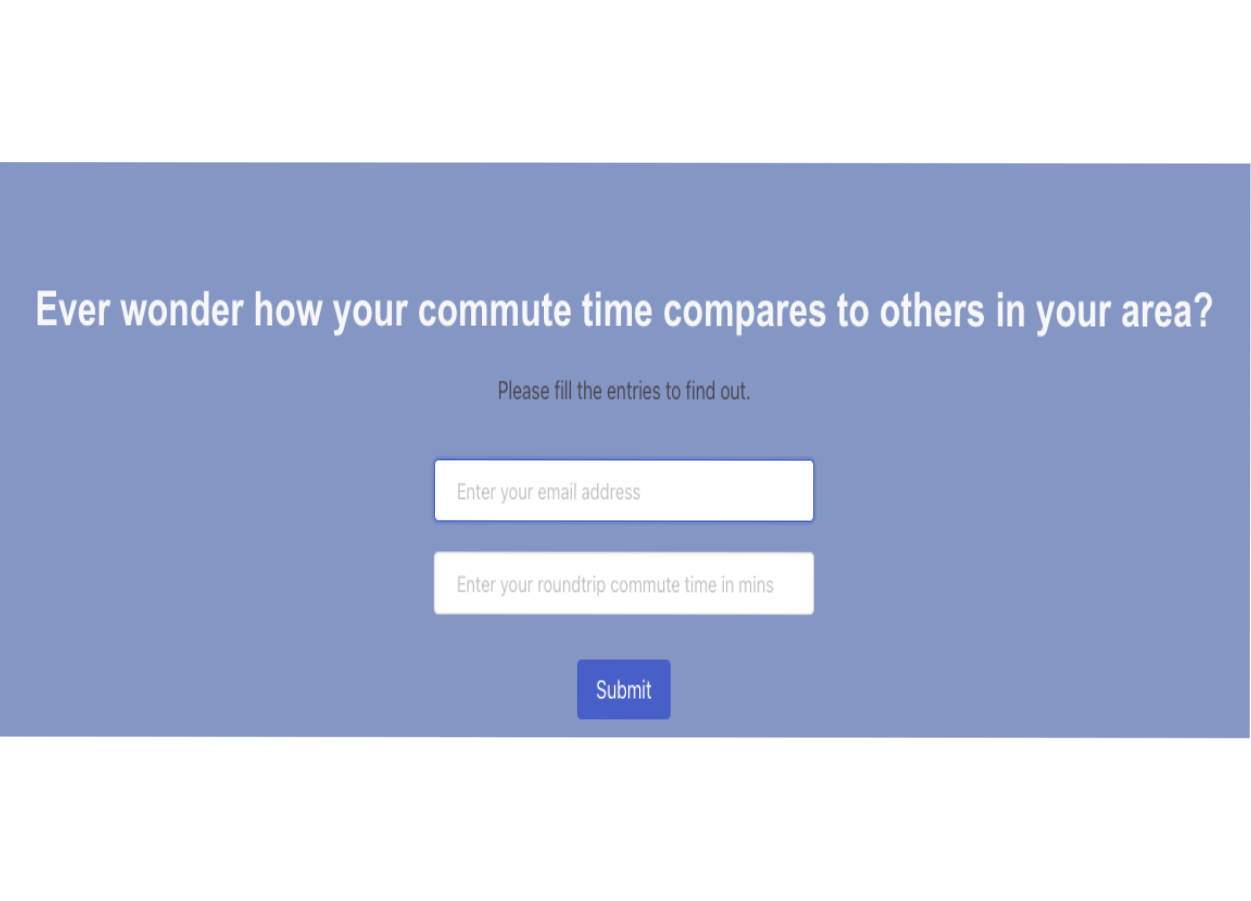 Ever wonder how your commute time compares to others in your area?
Please fill the entries to find out.
Enter your email address
Enter your roundtrip commute time in mins
Submit